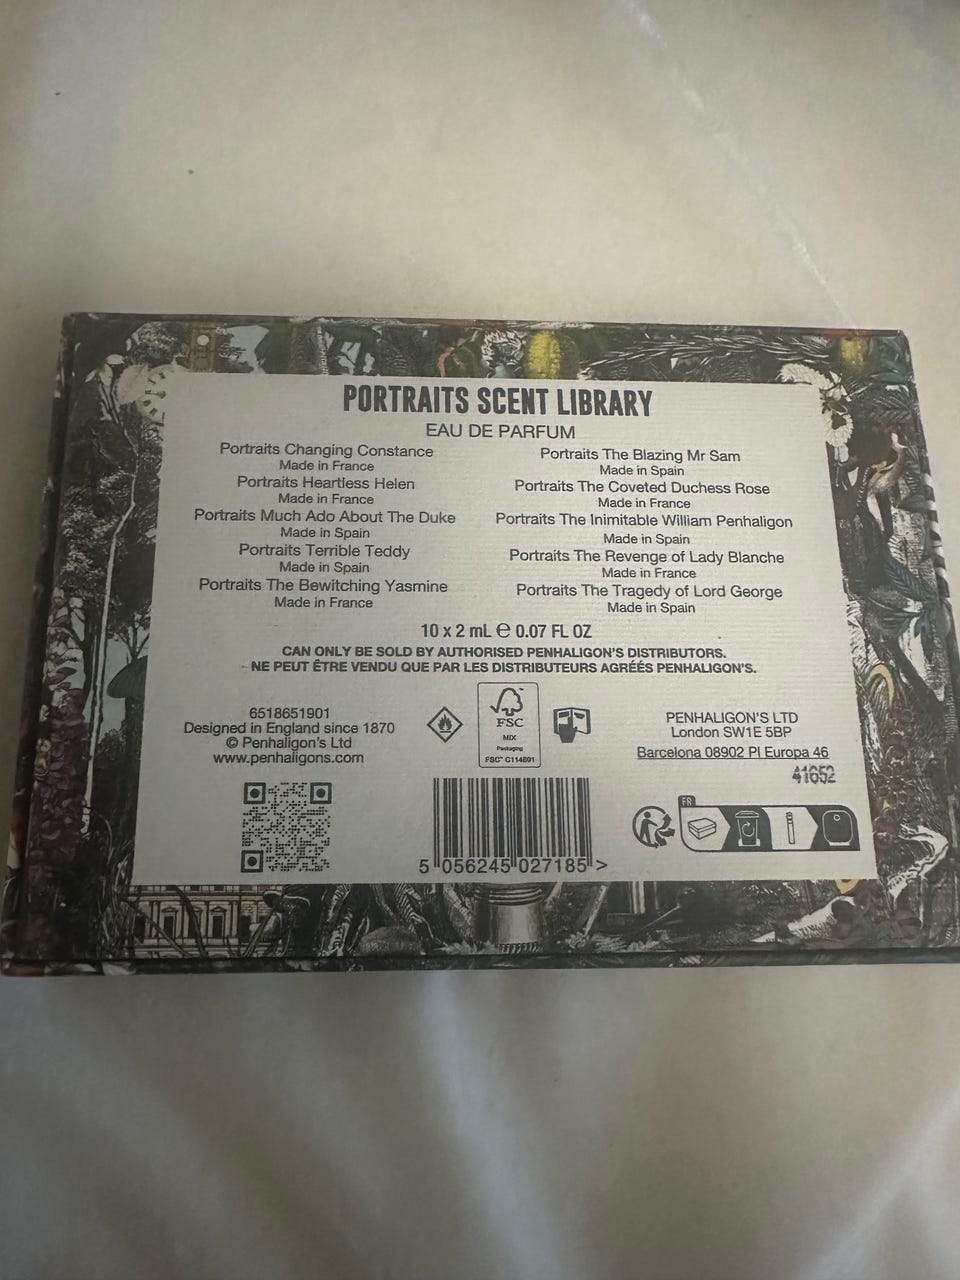 PORTRAITS SCENT LIBRARY
EAU DE PARFUM
Portraits Changing Constance
Made in France
Portraits Heartless Helen
Made in France
Portraits Much Ado About The Duke
Made in Spain
Portraits Terrible Teddy
Made in Spain
Portraits The Bewitching Yasmine
Made in France
Portraits The Blazing Mr Sam
Made in Spain
Portraits The Coveted Duchess Rose
Made in France
Portraits The Inimitable William Penhaligon
Made in Spain
Portraits The Revenge of Lady Blanche
Made in France
Portraits The Tragedy of Lord George
Made in Spain
10 x 2 mL ℮ 0.07 FL OZ
CAN ONLY BE SOLD BY AUTHORISED PENHALIGON'S DISTRIBUTORS.
NE PEUT ÊTRE VENDU QUE PAR LES DISTRIBUTEURS AGRÉÉS PENHALIGON'S.
6518651901
Designed in England since 1870
© Penhaligon's Ltd
www.penhaligons.com
FSC
MIX
Packaging
FSC™ C114891
PENHALIGON'S LTD
London SW1E 5BP
Barcelona 08902 Pl Europa 46
41652
FR
5 056245 027185 >